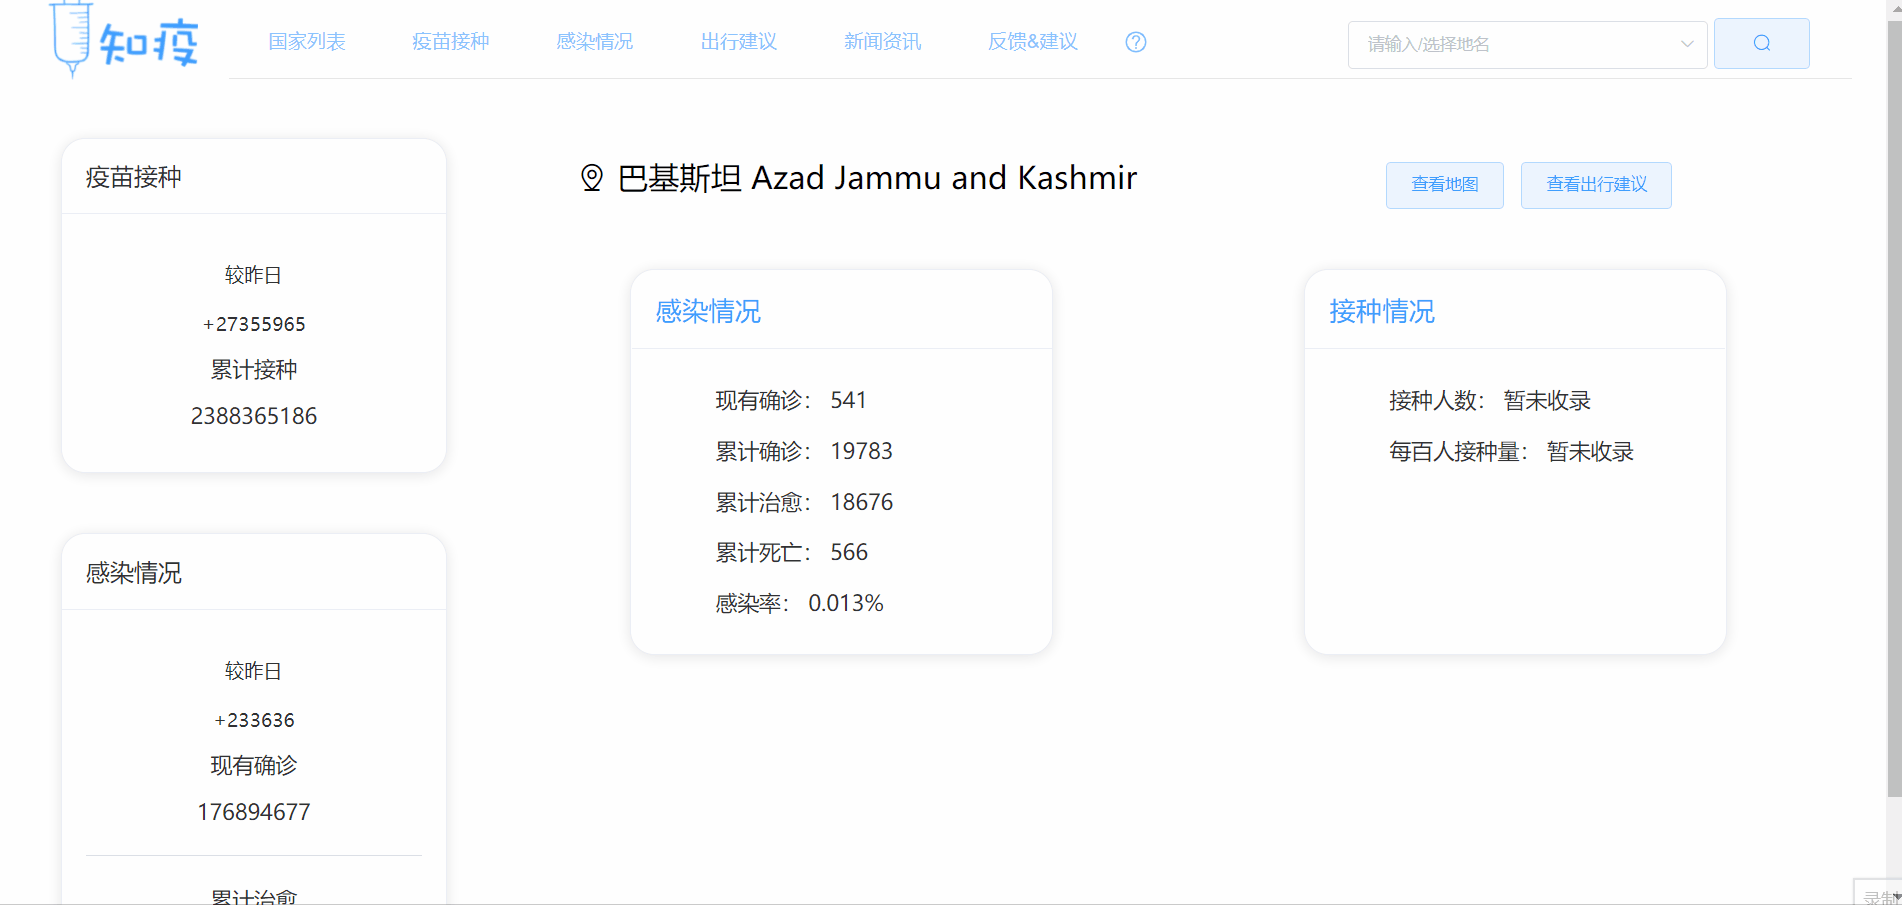 知疫
国家列表 疫苗接种 感染情况 出行建议 新闻资讯 反馈&建议
请输入/选择地名
疫苗接种
较昨日
+27355965
累计接种
2388365186
感染情况
较昨日
+233636
现有确诊
176894677
累计治愈
巴基斯坦 Azad Jammu and Kashmir
查看地图 查看出行建议
感染情况
现有确诊： 541
累计确诊： 19783
累计治愈： 18676
累计死亡： 566
感染率： 0.013%
接种情况
接种人数： 暂未收录
每百人接种量： 暂未收录
录制